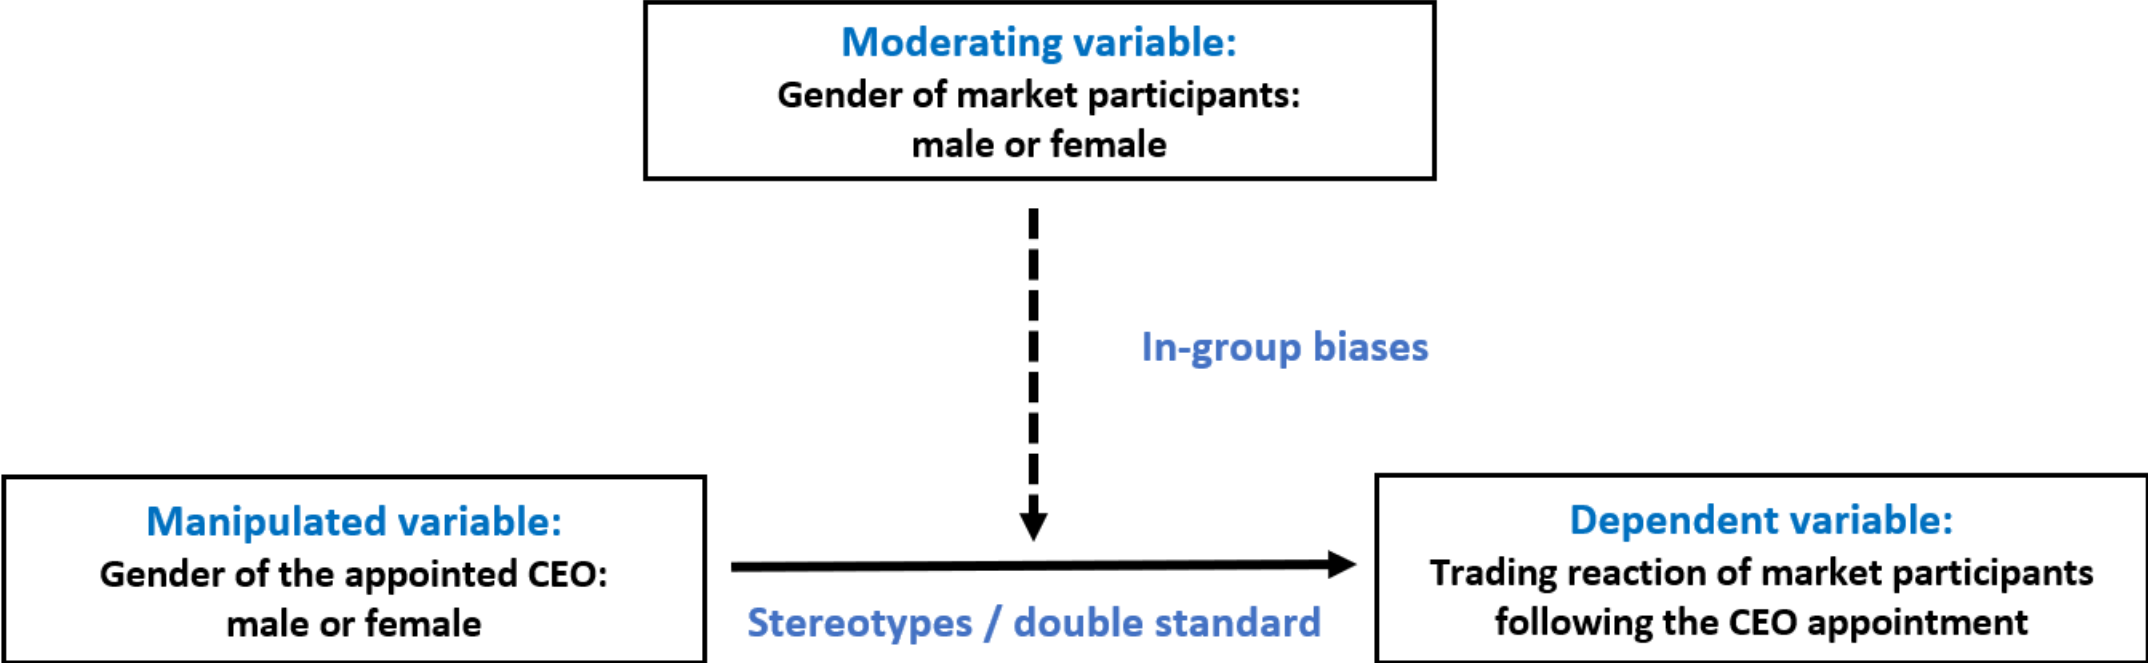 Moderating variable:
Gender of market participants:
male or female
In-group biases
Manipulated variable:
Gender of the appointed CEO:
male or female
Stereotypes / double standard
Dependent variable:
Trading reaction of market participants
following the CEO appointment